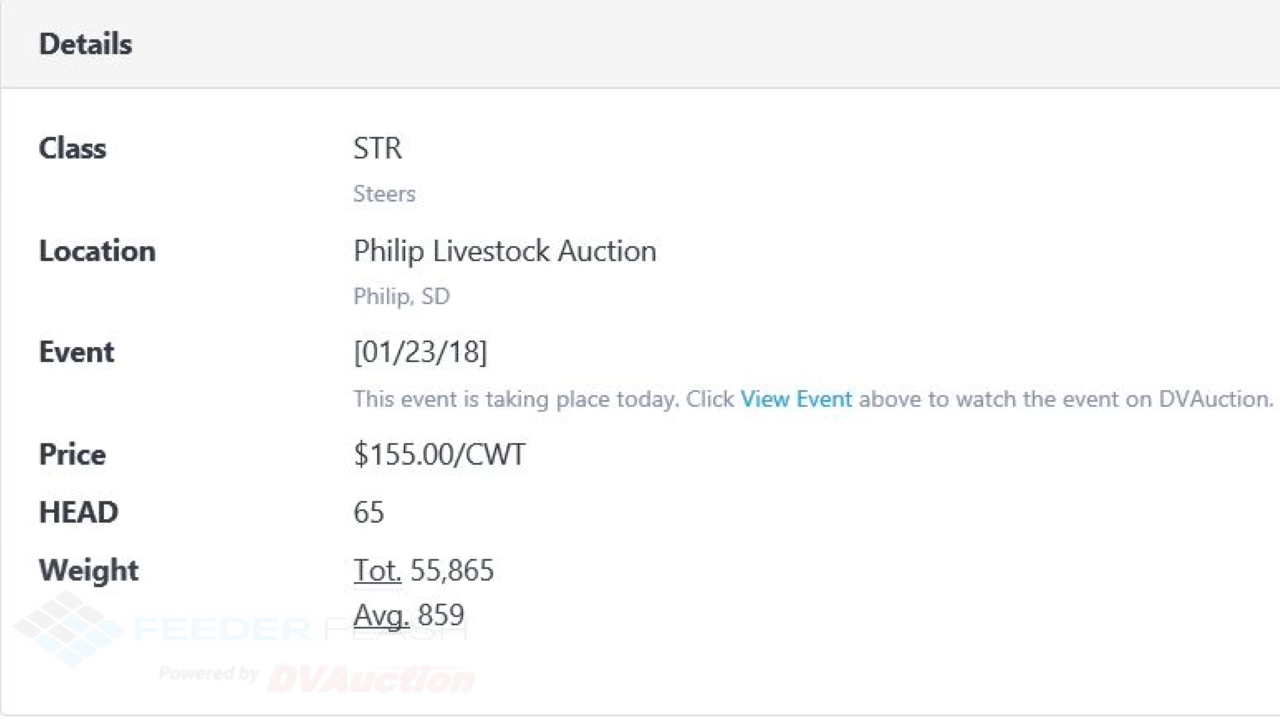 Details
Class STR
Steers
Location Philip Livestock Auction
Philip, SD
Event [01/23/18]
This event is taking place today. Click View Event above to watch the event on DVAuction.
Price $155.00/CWT
HEAD 65
Weight Tot. 55,865
Avg. 859
FEEDER FLASH
Powered by DVAuction